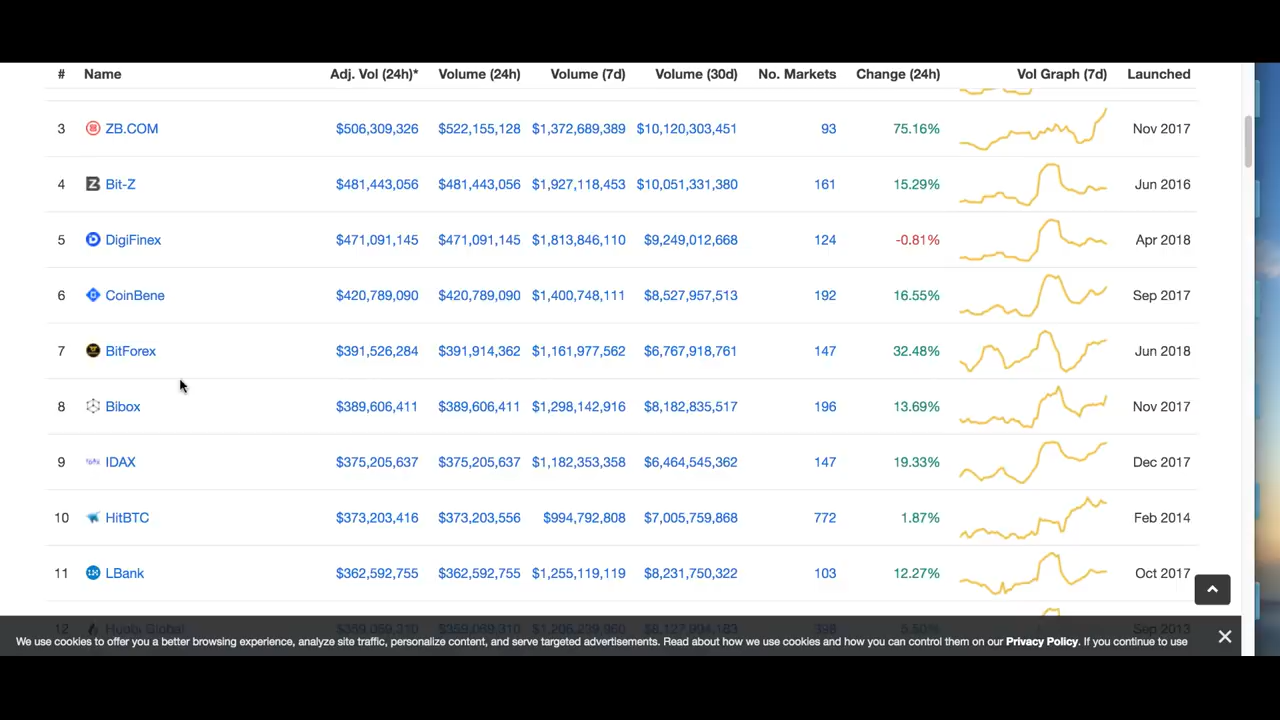 # Name Adj. Vol (24h)* Volume (24h) Volume (7d) Volume (30d) No. Markets Change (24h) Vol Graph (7d) Launched
3 ZB.COM $506,309,326 $522,155,128 $1,372,689,389 $10,120,303,451 93 75.16% Nov 2017
4 Bit-Z $481,443,056 $481,443,056 $1,927,118,453 $10,051,331,380 161 15.29% Jun 2016
5 DigiFinex $471,091,145 $471,091,145 $1,813,846,110 $9,249,012,668 124 -0.81% Apr 2018
6 CoinBene $420,789,090 $420,789,090 $1,400,748,111 $8,527,957,513 192 16.55% Sep 2017
7 BitForex $391,526,284 $391,914,362 $1,161,977,562 $6,767,918,761 147 32.48% Jun 2018
8 Bibox $389,606,411 $389,606,411 $1,298,142,916 $8,182,835,517 196 13.69% Nov 2017
9 IDAX $375,205,637 $375,205,637 $1,182,353,358 $6,464,545,362 147 19.33% Dec 2017
10 HitBTC $373,203,416 $373,203,556 $994,792,808 $7,005,759,868 772 1.87% Feb 2014
11 LBank $362,592,755 $362,592,755 $1,255,119,119 $8,231,750,322 103 12.27% Oct 2017
12 Huobi Global Sep 2013
We use cookies to offer you a better browsing experience, analyze site traffic, personalize content, and serve targeted advertisements. Read about how we use cookies and how you can control them on our Privacy Policy. If you continue to use